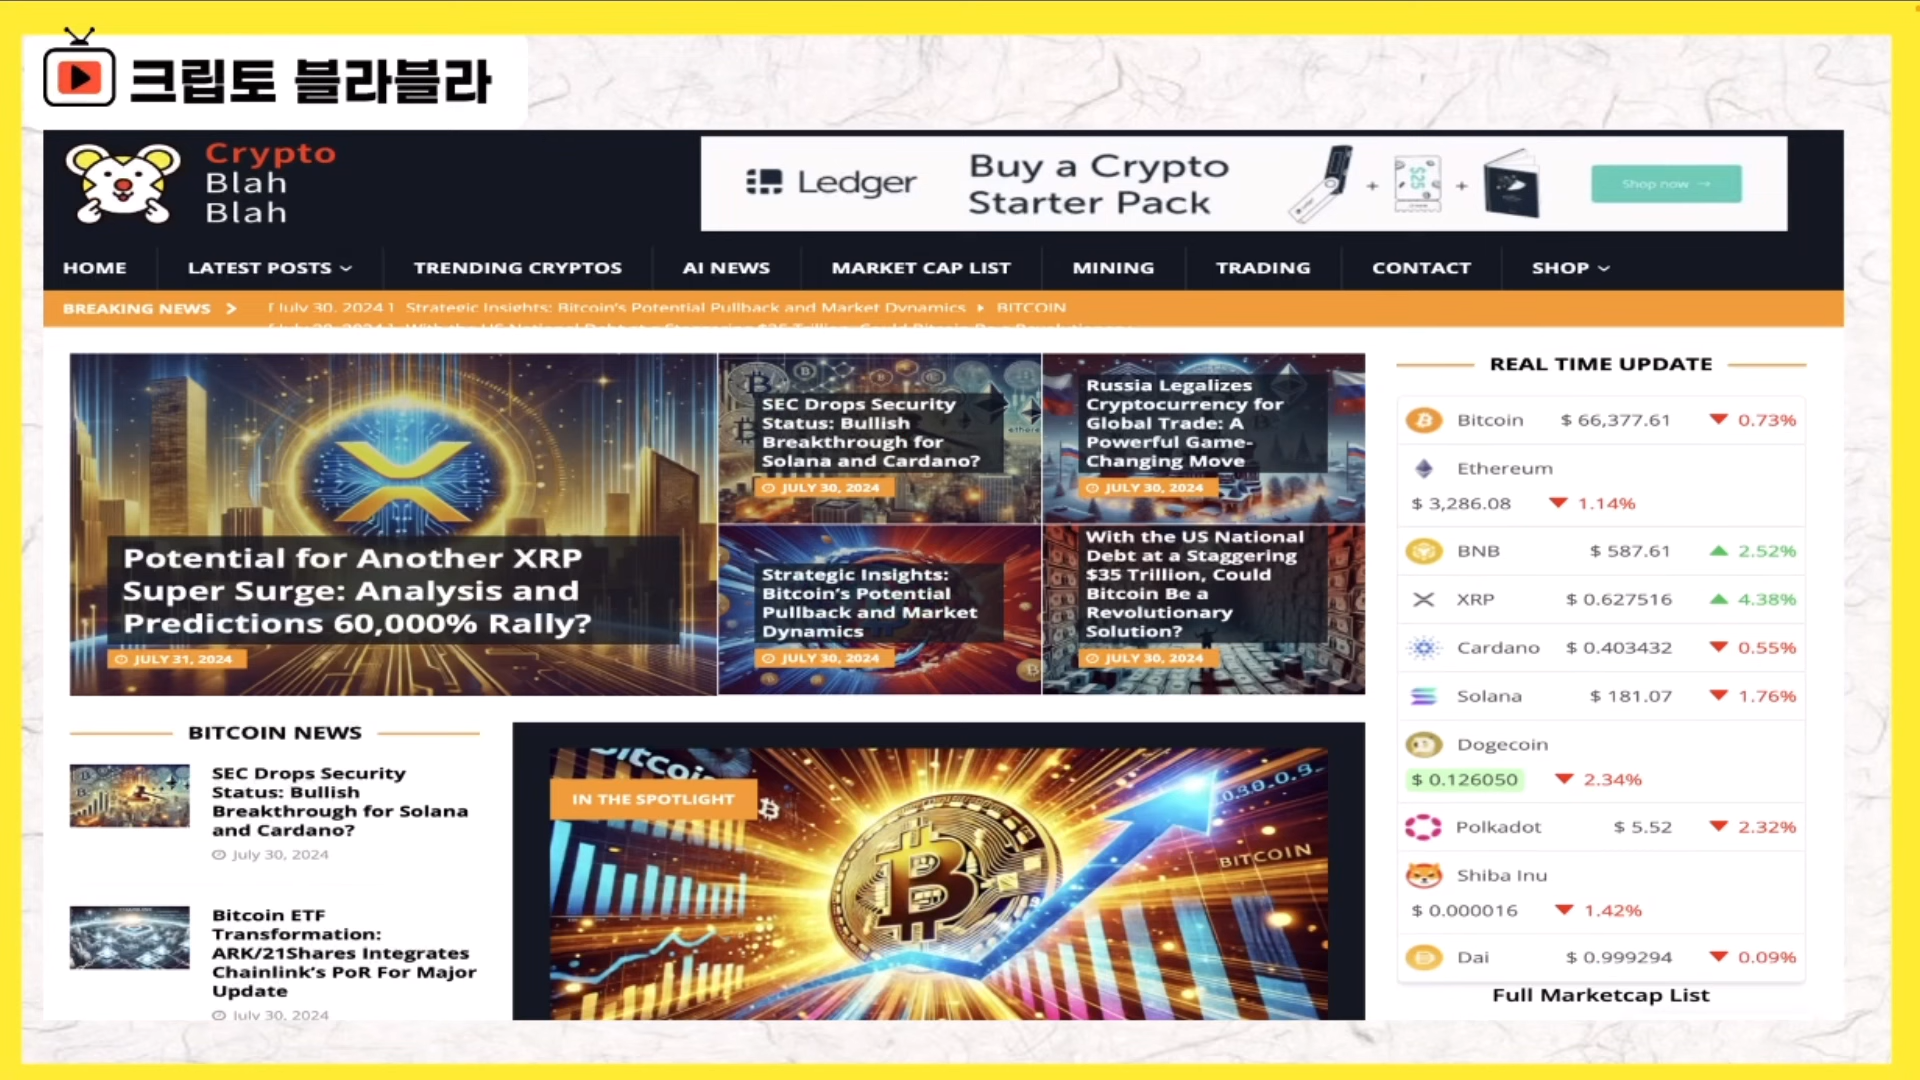 크립토 블라블라
Crypto
Blah
Blah
Ledger
Buy a Crypto
Starter Pack
$25
Shop now →
HOME
LATEST POSTS
TRENDING CRYPTOS
AI NEWS
MARKET CAP LIST
MINING
TRADING
CONTACT
SHOP
BREAKING NEWS
[ July 30, 2024 ] Strategic Insights: Bitcoin's Potential Pullback and Market Dynamics BITCOIN
Potential for Another XRP
Super Surge: Analysis and
Predictions 60,000% Rally?
JULY 31, 2024
SEC Drops Security
Status: Bullish
Breakthrough for
Solana and Cardano?
JULY 30, 2024
Russia Legalizes
Cryptocurrency for
Global Trade: A
Powerful Game-
Changing Move
JULY 30, 2024
Strategic Insights:
Bitcoin's Potential
Pullback and Market
Dynamics
JULY 30, 2024
With the US National
Debt at a Staggering
$35 Trillion, Could
Bitcoin Be a
Revolutionary
Solution?
JULY 30, 2024
BITCOIN NEWS
SEC Drops Security
Status: Bullish
Breakthrough for Solana
and Cardano?
July 30, 2024
Bitcoin ETF
Transformation:
ARK/21Shares Integrates
Chainlink's PoR For Major
Update
July 30, 2024
IN THE SPOTLIGHT
BITCOIN
REAL TIME UPDATE
Bitcoin $ 66,377.61 0.73%
Ethereum
$ 3,286.08 1.14%
BNB $ 587.61 2.52%
XRP $ 0.627516 4.38%
Cardano $ 0.403432 0.55%
Solana $ 181.07 1.76%
Dogecoin
$ 0.126050 2.34%
Polkadot $ 5.52 2.32%
Shiba Inu
$ 0.000016 1.42%
Dai $ 0.999294 0.09%
Full Marketcap List